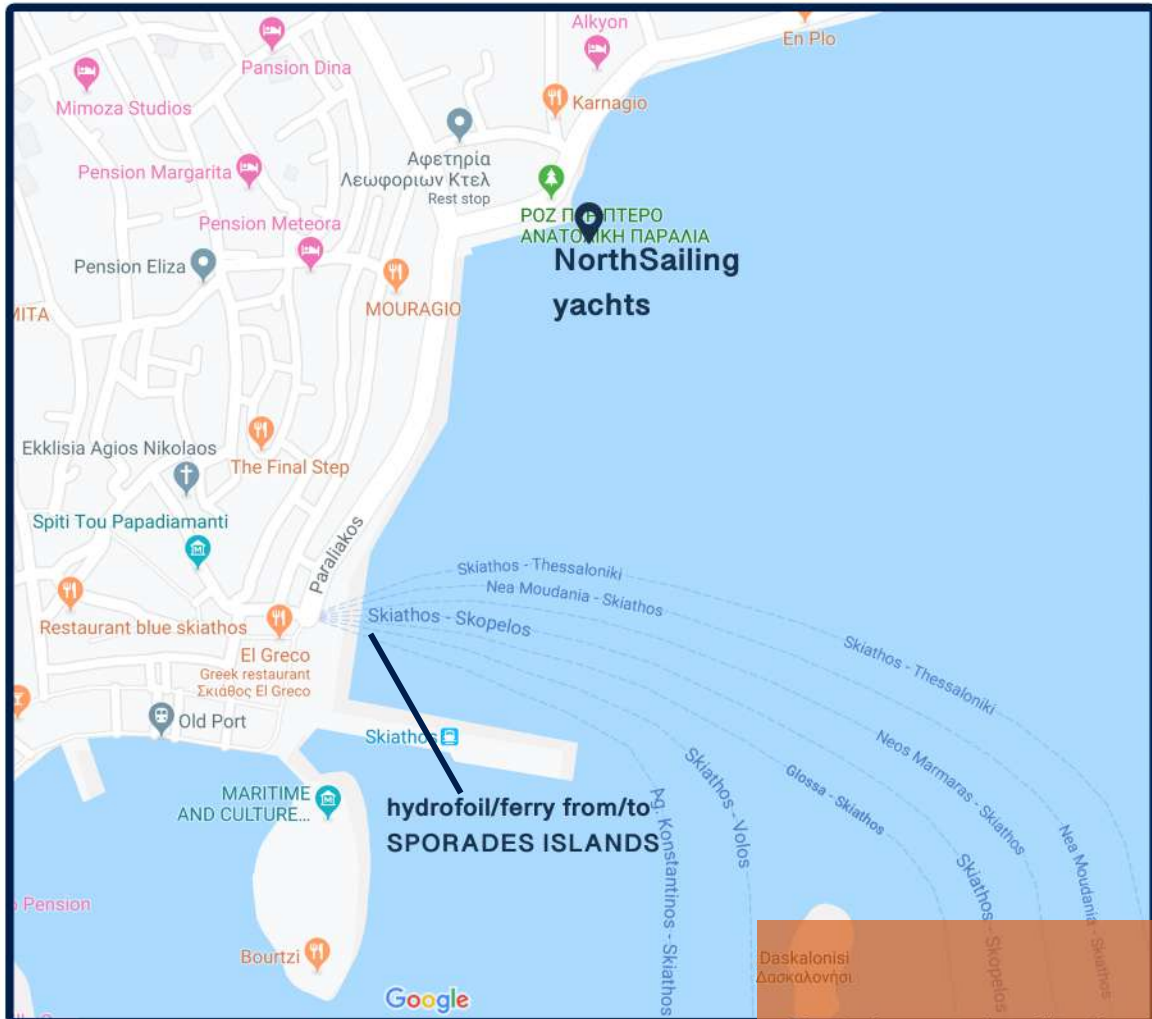 Alkyon
En Plo
Pansion Dina
Mimoza Studios
Karnagio
Αφετηρία
Λεωφοριων Κτελ
Rest stop
Pension Margarita
ΡΟΖ
ΑΝΑΤΟΛΙΚΗ ΠΑΡΑΛΙΑ
Pension Meteora
NorthSailing
yachts
Pension Eliza
MOURAGIO
ΜΙΤΑ
Ekklisia Agios Nikolaos
The Final Step
Spiti Tou Papadiamanti
Paraliakos
Skiathos - Thessaloniki
Nea Moudania - Skiathos
Skiathos - Skopelos
Restaurant blue skiathos
El Greco
Greek restaurant
Σκιάθος El Greco
Skiathos - Thessaloniki
Old Port
Skiathos
Neos Marmaras - Skiathos
Skiathos - Volos
Glossa - Skiathos
MARITIME
AND CULTURE...
hydrofoil/ferry from/to
SPORADES ISLANDS
Ag. Konstantinos - Skiathos
Nea Moudania - Skiathos
Skiathos - Skopelos
Pension
Bourtzi
Daskalonisi
Δασκαλονήσι
Google